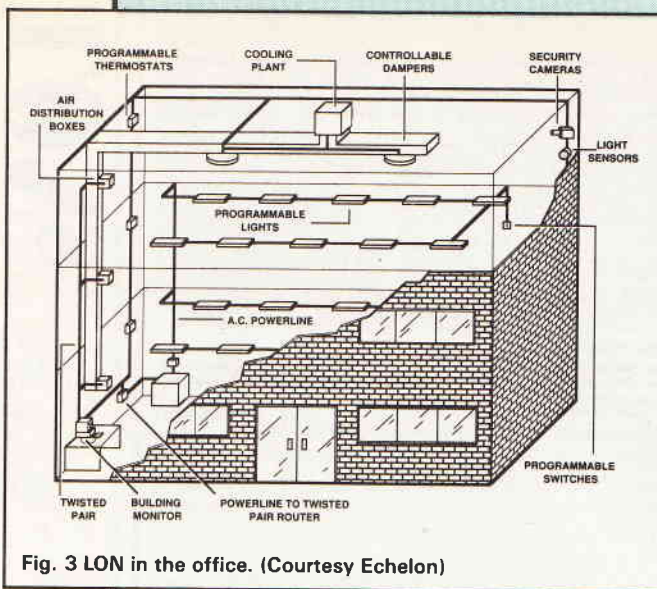 PROGRAMMABLE
THERMOSTATS
COOLING
PLANT
CONTROLLABLE
DAMPERS
SECURITY
CAMERAS
AIR
DISTRIBUTION
BOXES
LIGHT
SENSORS
PROGRAMMABLE
LIGHTS
A.C. POWERLINE
PROGRAMMABLE
SWITCHES
TWISTED
PAIR
BUILDING
MONITOR
POWERLINE TO TWISTED
PAIR ROUTER
Fig. 3 LON in the office. (Courtesy Echelon)